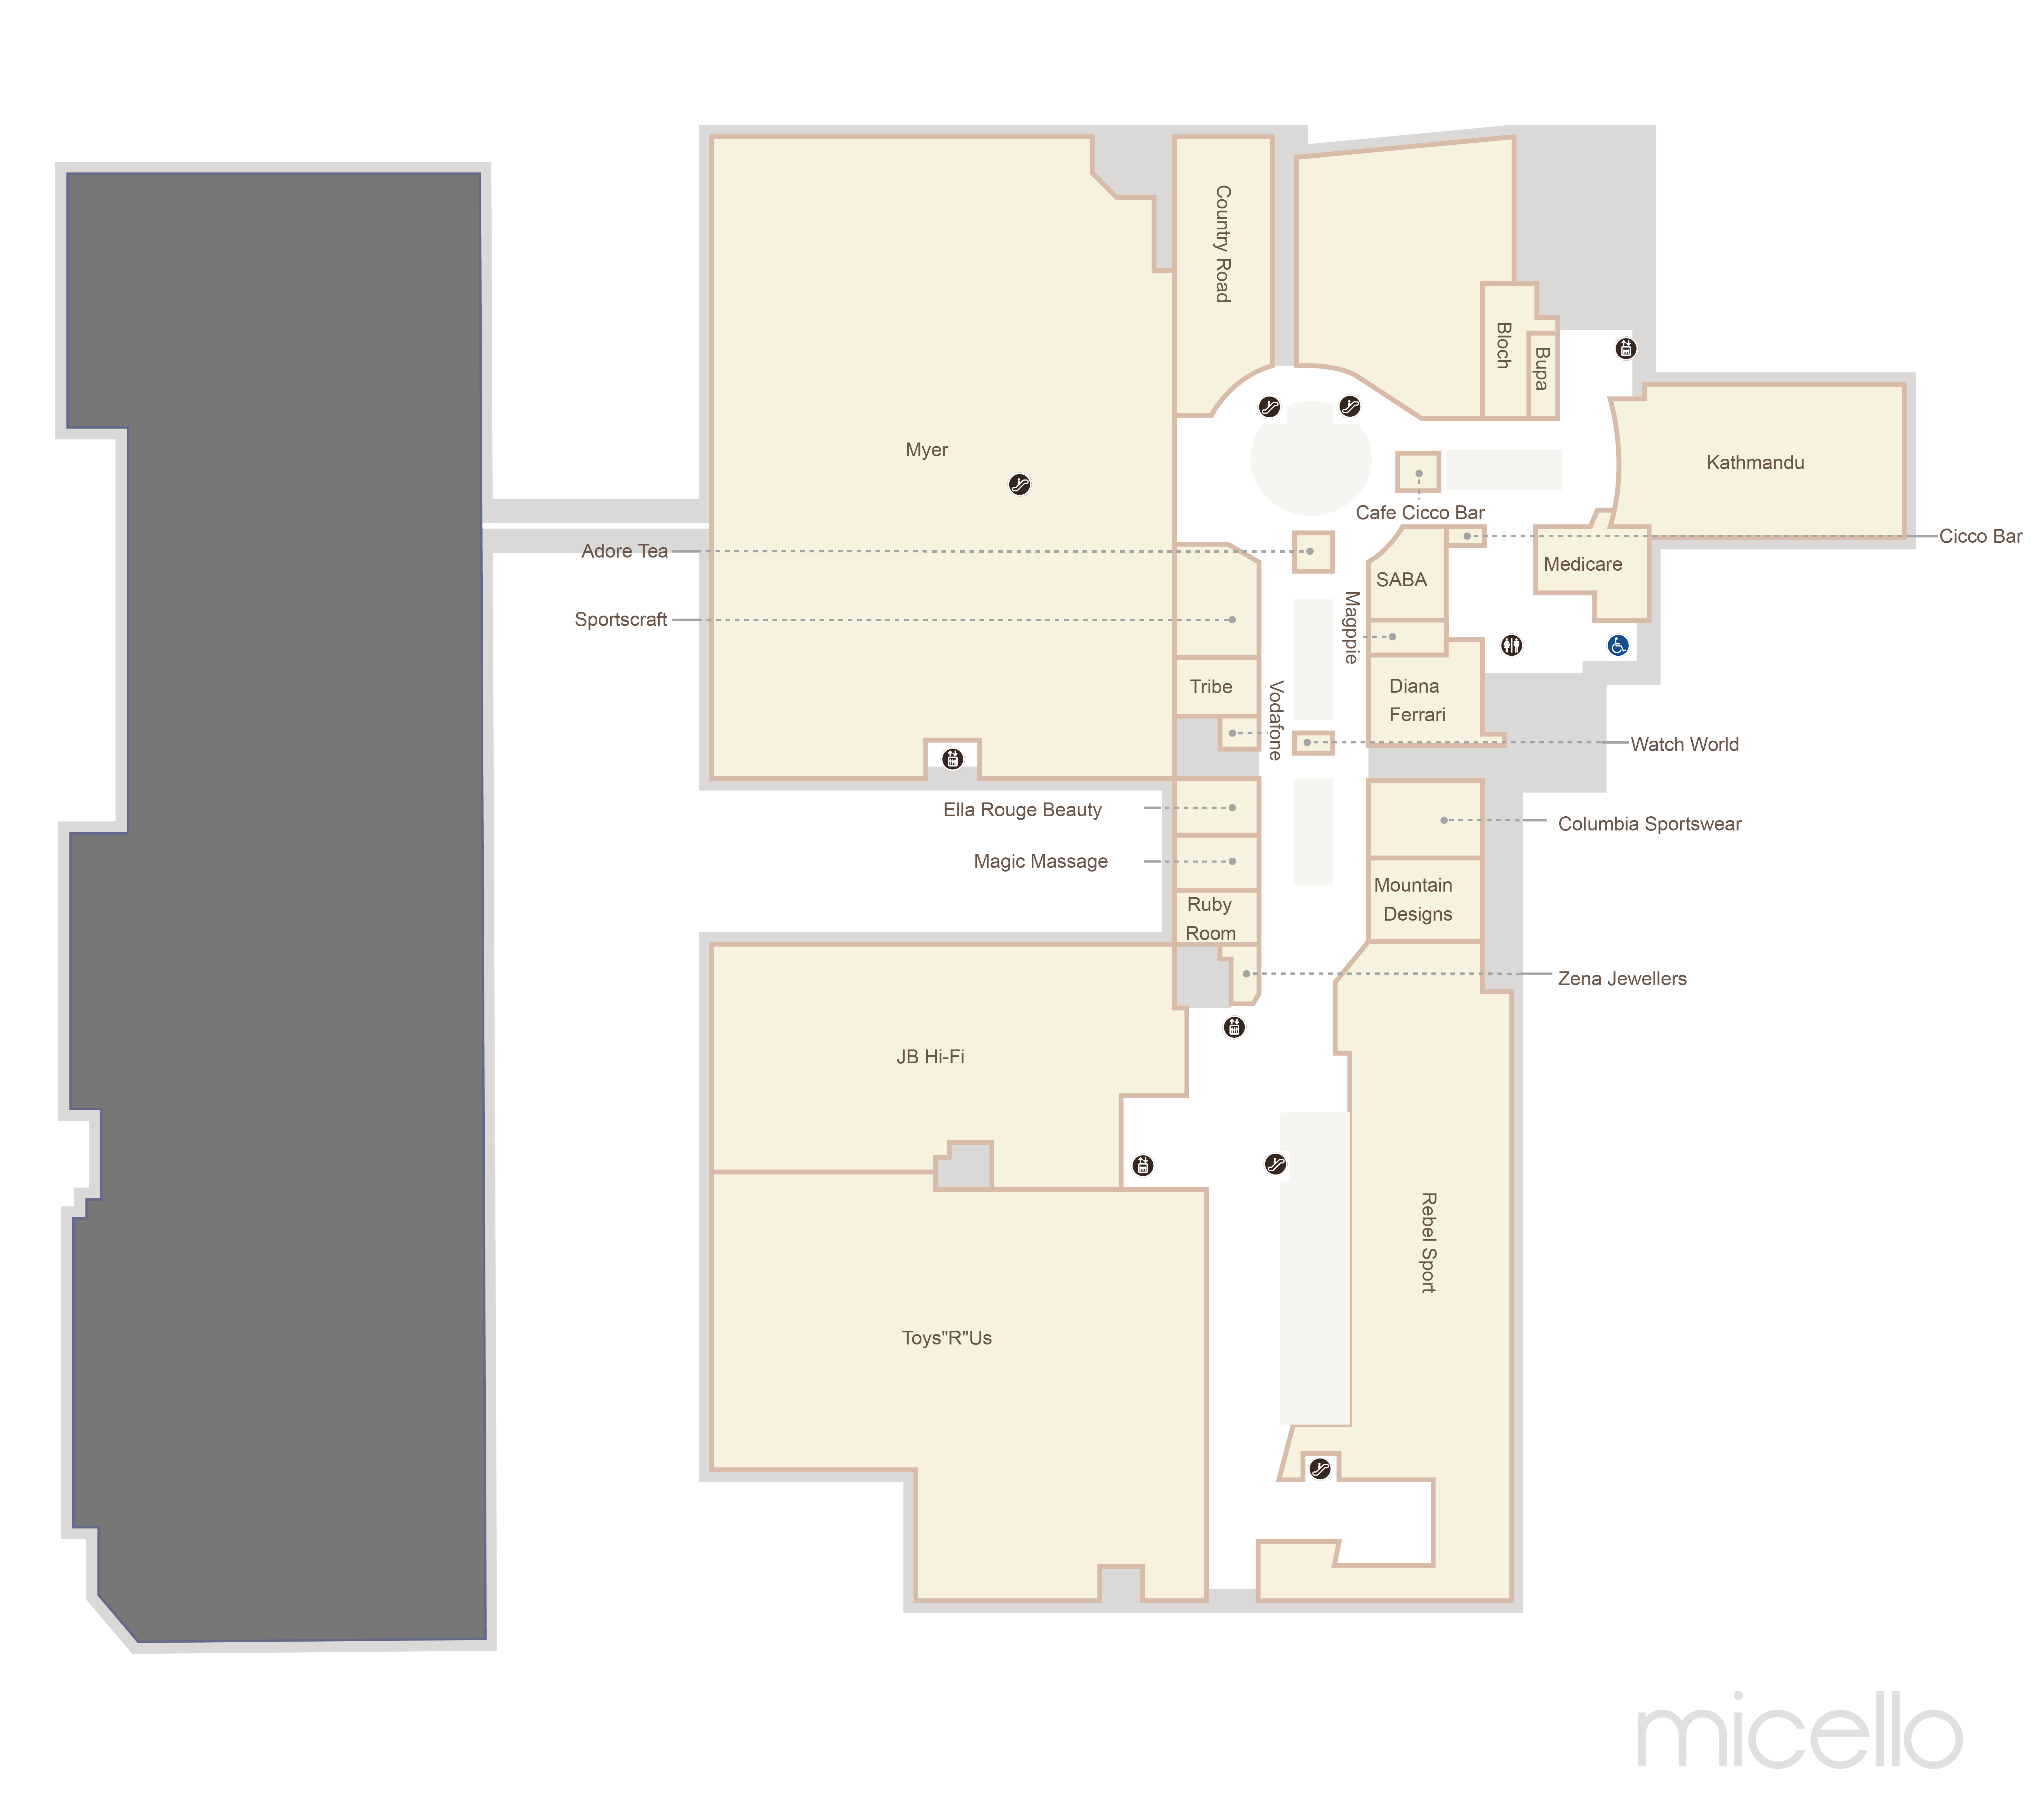 Country Road
Bloch
Bupa
Myer
Kathmandu
Cafe Cicco Bar
Cicco Bar
Adore Tea
Medicare
SABA
Sportscraft
Magppie
Tribe
Diana
Ferrari
Vodafone
Watch World
Ella Rouge Beauty
Columbia Sportswear
Magic Massage
Mountain
Designs
Ruby
Room
Zena Jewellers
JB Hi-Fi
Rebel Sport
Toys"R"Us
micello